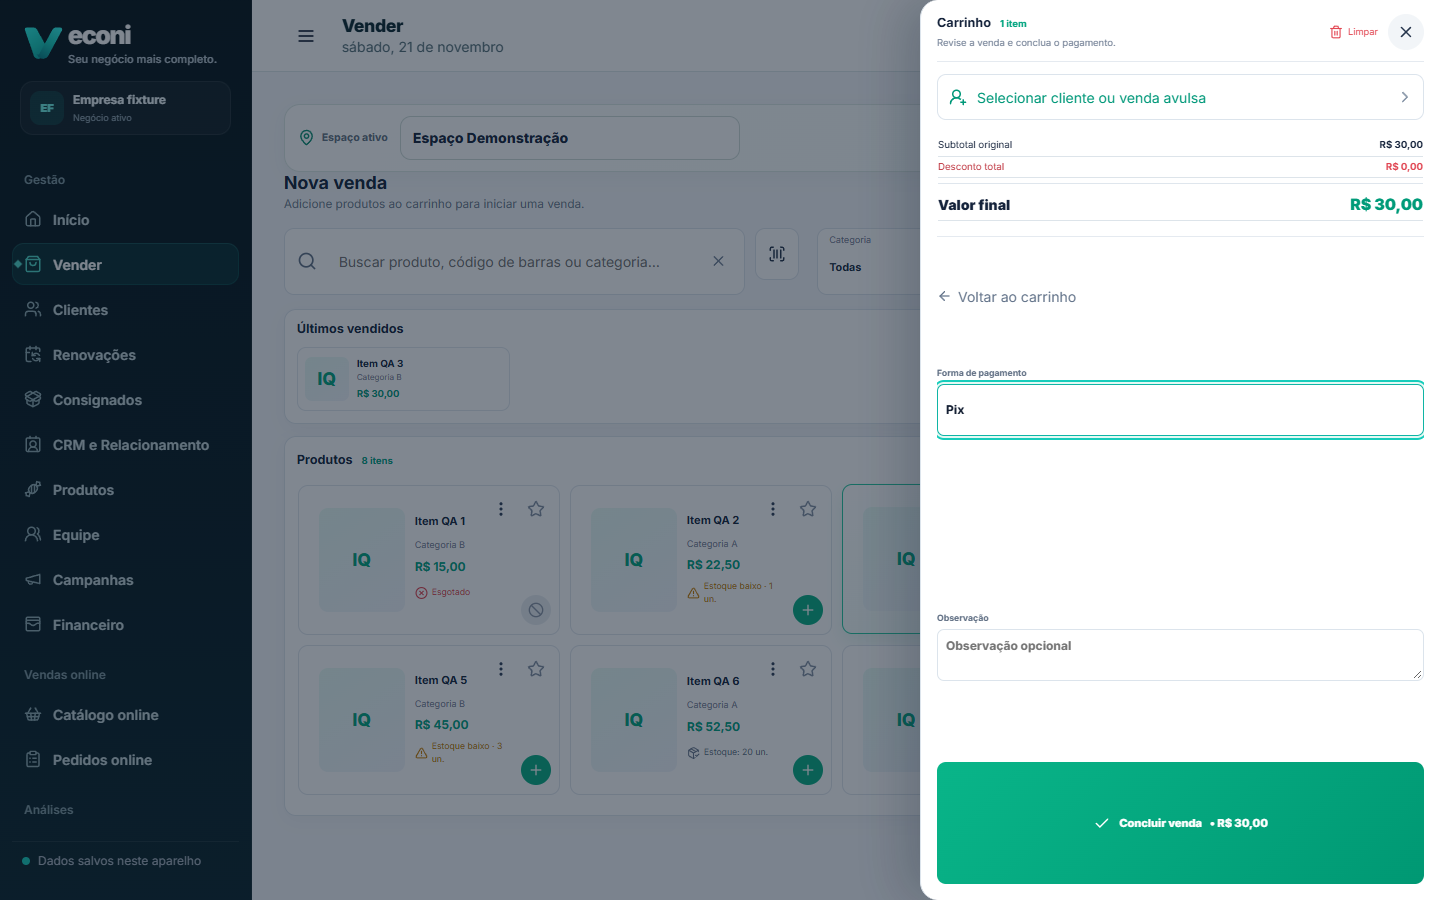 Veconi
Seu negócio mais completo.
EF
Empresa fixture
Negócio ativo
Gestão
Início
Vender
Clientes
Renovações
Consignados
CRM e Relacionamento
Produtos
Equipe
Campanhas
Financeiro
Vendas online
Catálogo online
Pedidos online
Análises
Dados salvos neste aparelho
Vender
sábado, 21 de novembro
Espaço ativo
Espaço Demonstração
Nova venda
Adicione produtos ao carrinho para iniciar uma venda.
Buscar produto, código de barras ou categoria...
Categoria
Todas
Últimos vendidos
IQ
Item QA 3
Categoria B
R$ 30,00
Produtos 8 itens
IQ
Item QA 1
Categoria B
R$ 15,00
Esgotado
IQ
Item QA 2
Categoria A
R$ 22,50
Estoque baixo · 1
un.
IQ
IQ
Item QA 5
Categoria B
R$ 45,00
Estoque baixo · 3
un.
IQ
Item QA 6
Categoria A
R$ 52,50
Estoque: 20 un.
IQ
Carrinho 1 item
Revise a venda e conclua o pagamento.
Limpar
Selecionar cliente ou venda avulsa
Subtotal original R$ 30,00
Desconto total R$ 0,00
Valor final R$ 30,00
Voltar ao carrinho
Forma de pagamento
Pix
Observação
Observação opcional
Concluir venda • R$ 30,00